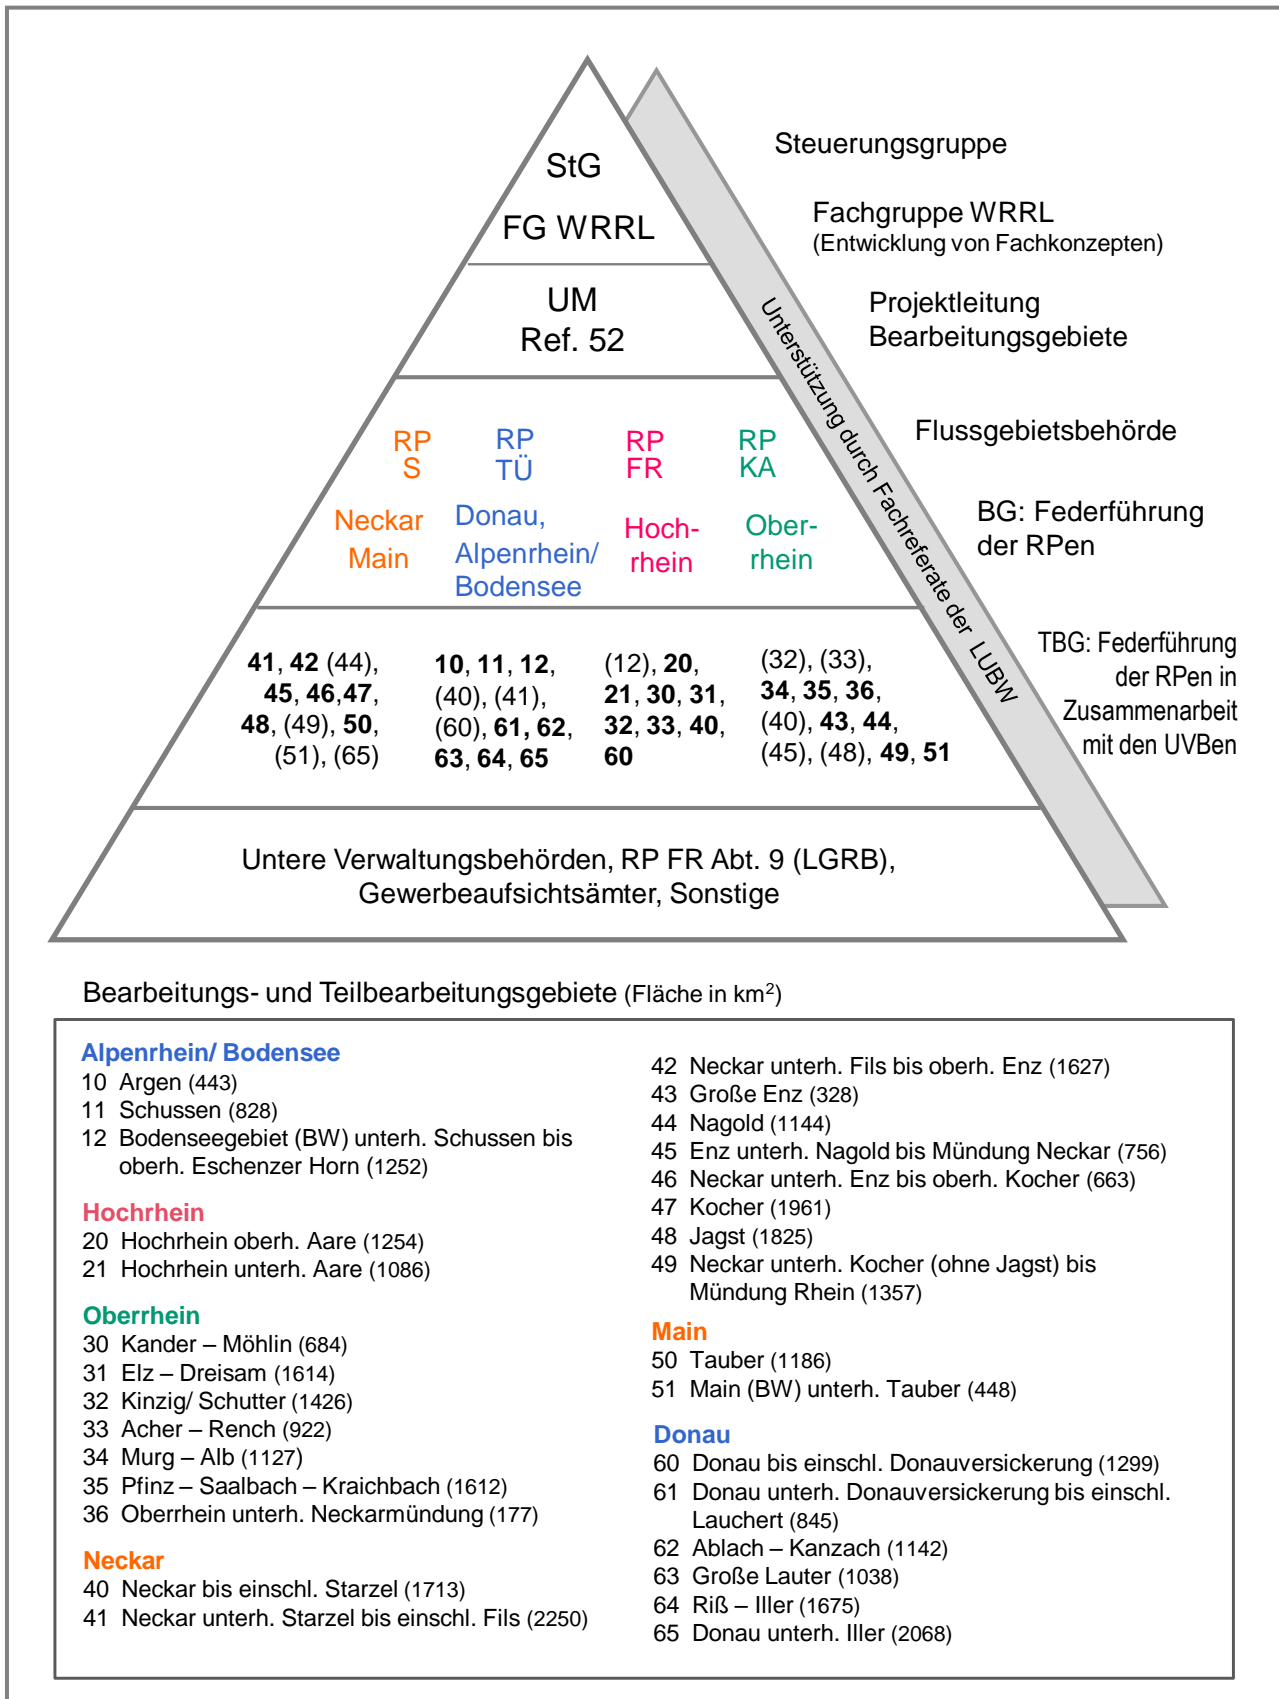 StG
FG WRRL
UM
Ref. 52
RP
S
Neckar
Main
RP
TÜ
Donau,
Alpenrhein/
Bodensee
RP
FR
Hoch-
rhein
RP
KA
Ober-
rhein
41, 42 (44),
45, 46,47,
48, (49), 50,
(51), (65)
10, 11, 12,
(40), (41),
(60), 61, 62,
63, 64, 65
(12), 20,
21, 30, 31,
32, 33, 40,
60
(32), (33),
34, 35, 36,
(40), 43, 44,
(45), (48), 49, 51
Untere Verwaltungsbehörden, RP FR Abt. 9 (LGRB),
Gewerbeaufsichtsämter, Sonstige
Unterstützung durch Fachreferate der LUBW
Steuerungsgruppe
Fachgruppe WRRL
(Entwicklung von Fachkonzepten)
Projektleitung
Bearbeitungsgebiete
Flussgebietsbehörde
BG: Federführung
der RPen
TBG: Federführung
der RPen in
Zusammenarbeit
mit den UVBen
Bearbeitungs- und Teilbearbeitungsgebiete (Fläche in km²)
Alpenrhein/ Bodensee
10 Argen (443)
11 Schussen (828)
12 Bodenseegebiet (BW) unterh. Schussen bis
oberh. Eschenzer Horn (1252)
Hochrhein
20 Hochrhein oberh. Aare (1254)
21 Hochrhein unterh. Aare (1086)
Oberrhein
30 Kander – Möhlin (684)
31 Elz – Dreisam (1614)
32 Kinzig/ Schutter (1426)
33 Acher – Rench (922)
34 Murg – Alb (1127)
35 Pfinz – Saalbach – Kraichbach (1612)
36 Oberrhein unterh. Neckarmündung (177)
Neckar
40 Neckar bis einschl. Starzel (1713)
41 Neckar unterh. Starzel bis einschl. Fils (2250)
42 Neckar unterh. Fils bis oberh. Enz (1627)
43 Große Enz (328)
44 Nagold (1144)
45 Enz unterh. Nagold bis Mündung Neckar (756)
46 Neckar unterh. Enz bis oberh. Kocher (663)
47 Kocher (1961)
48 Jagst (1825)
49 Neckar unterh. Kocher (ohne Jagst) bis
Mündung Rhein (1357)
Main
50 Tauber (1186)
51 Main (BW) unterh. Tauber (448)
Donau
60 Donau bis einschl. Donauversickerung (1299)
61 Donau unterh. Donauversickerung bis einschl.
Lauchert (845)
62 Ablach – Kanzach (1142)
63 Große Lauter (1038)
64 Riß – Iller (1675)
65 Donau unterh. Iller (2068)